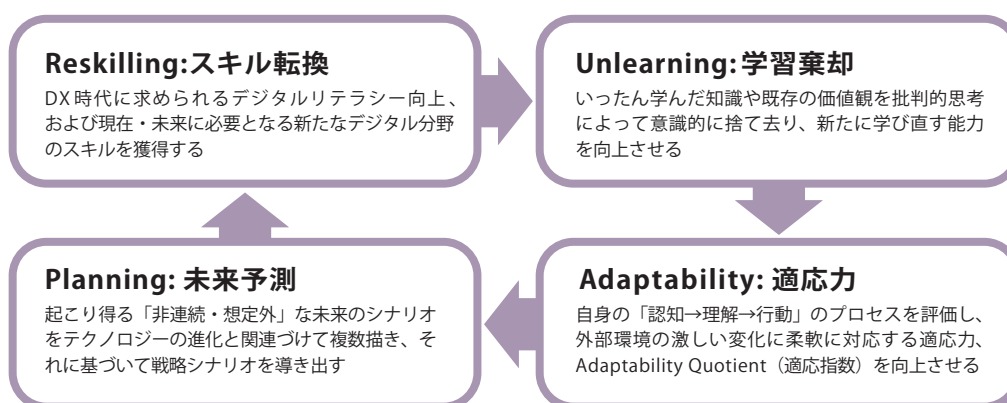 Reskilling:スキル転換
DX時代に求められるデジタルリテラシー向上、
および現在・未来に必要となる新たなデジタル分野
のスキルを獲得する
Unlearning:学習棄却
いったん学んだ知識や既存の価値観を批判的思考
によって意識的に捨て去り、新たに学び直す能力
を向上させる
Planning: 未来予測
起こり得る「非連続・想定外」な未来のシナリオ
をテクノロジーの進化と関連づけて複数描き、そ
れに基づいて戦略シナリオを導き出す
Adaptability: 適応力
自身の「認知→理解→行動」のプロセスを評価し、
外部環境の激しい変化に柔軟に対応する適応力、
Adaptability Quotient（適応指数）を向上させる